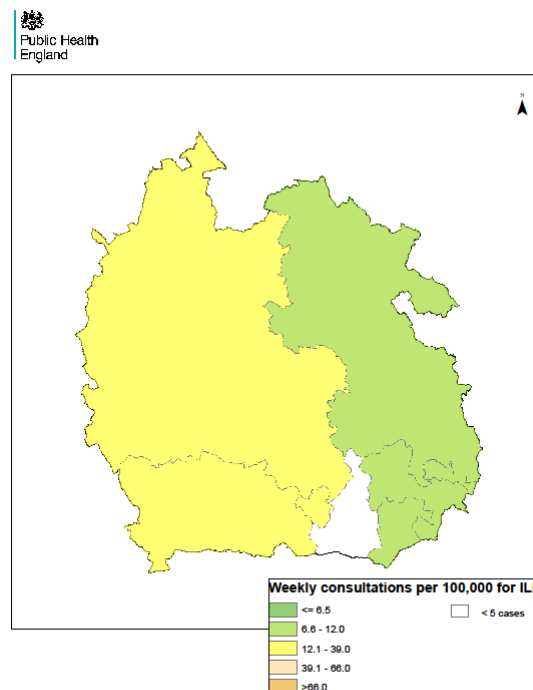 Public Health
England
N
Weekly consultations per 100,000 for IL
<= 6.5
< 5 cases
6.6 - 12.0
12.1 - 39.0
39.1 - 66.0
>66.0